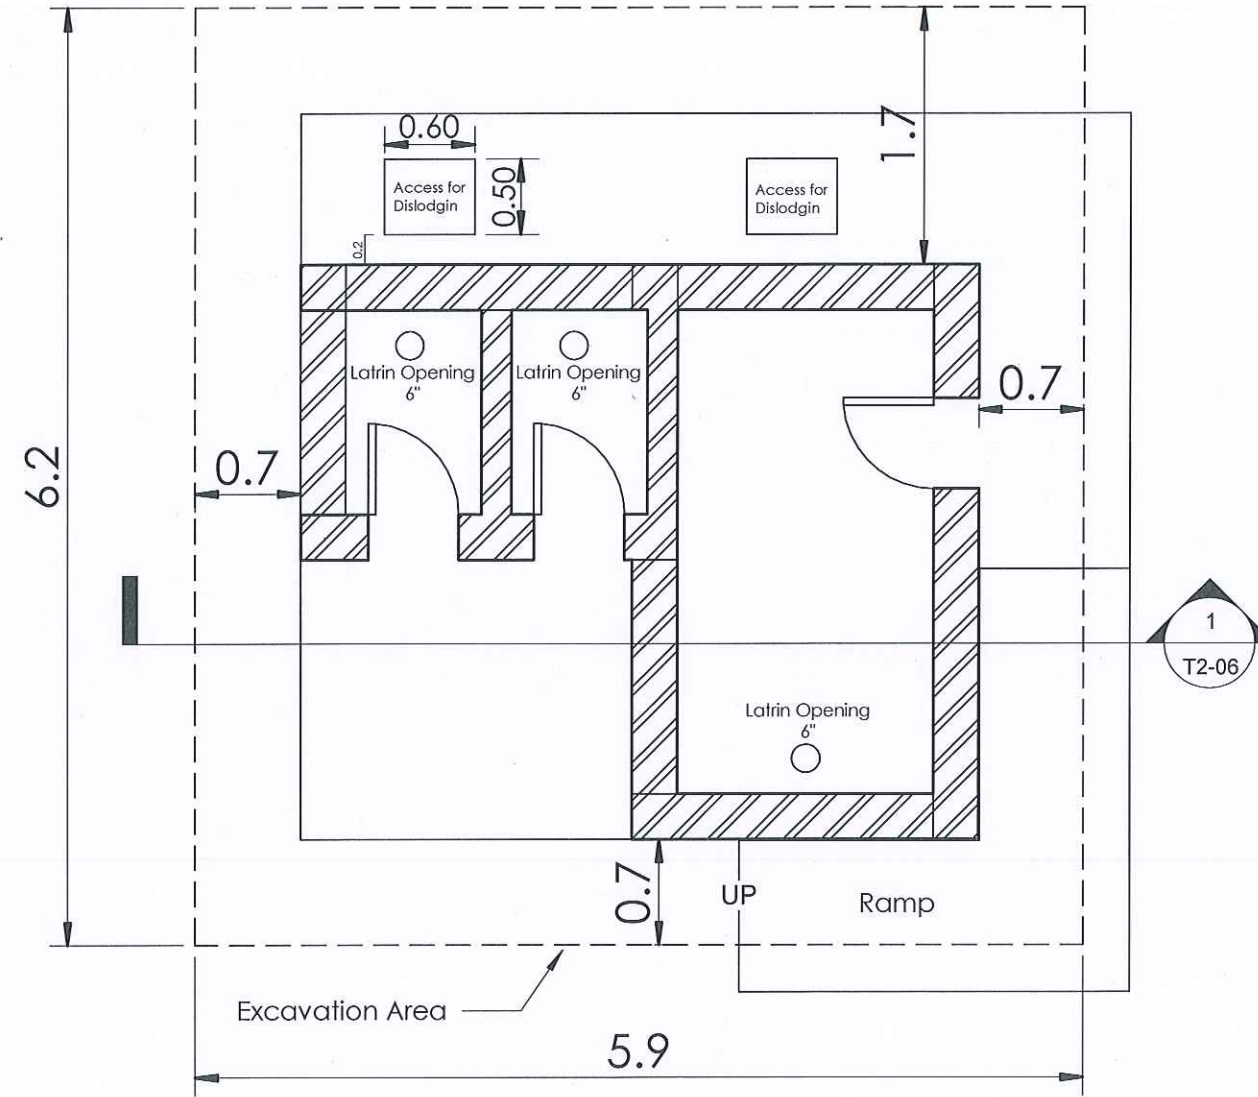 0.60
1.7
Access for
Dislodgin
0.50
Access for
Dislodgin
0.2
Latrin Opening
6"
Latrin Opening
6"
0.7
0.7
6.2
1
T2-06
Latrin Opening
6"
0.7
UP
Ramp
Excavation Area
5.9